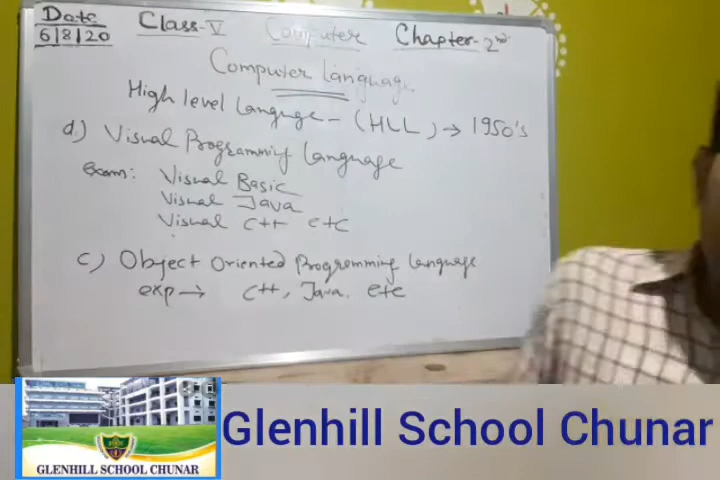 Date Class-V Computer Chapter-2nd
6/8/20
Computer Language
High level Languge - (HLL) → 1950's
d.) Visual Programming Language
Exam: Visual Basic
Visual Java
Visual C++ etc
c) Object Oriented Programming Language
exp → C++, Java. etc
GLENHILL SCHOOL CHUNAR
Glenhill School Chunar